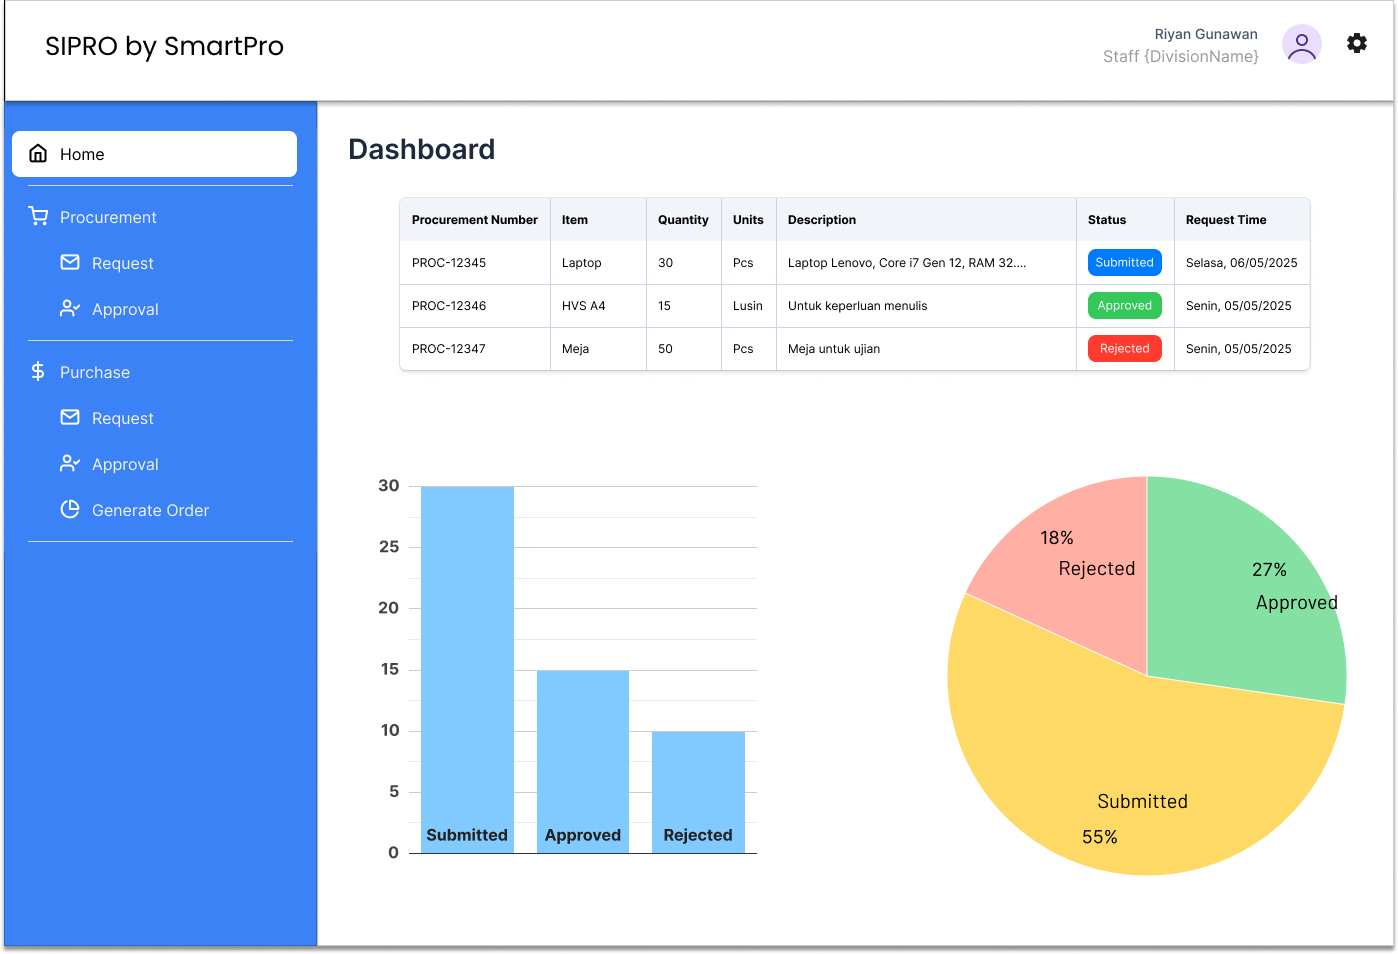 SIPRO by SmartPro
Riyan Gunawan
Staff {DivisionName}
Home
Procurement
Request
Approval
Purchase
Request
Approval
Generate Order
Dashboard
Procurement Number Item Quantity Units Description Status Request Time
PROC-12345 Laptop 30 Pcs Laptop Lenovo, Core i7 Gen 12, RAM 32.... Submitted Selasa, 06/05/2025
PROC-12346 HVS A4 15 Lusin Untuk keperluan menulis Approved Senin, 05/05/2025
PROC-12347 Meja 50 Pcs Meja untuk ujian Rejected Senin, 05/05/2025
30
25
20
15
10
5
0
Submitted Approved Rejected
18%
Rejected
27%
Approved
Submitted
55%